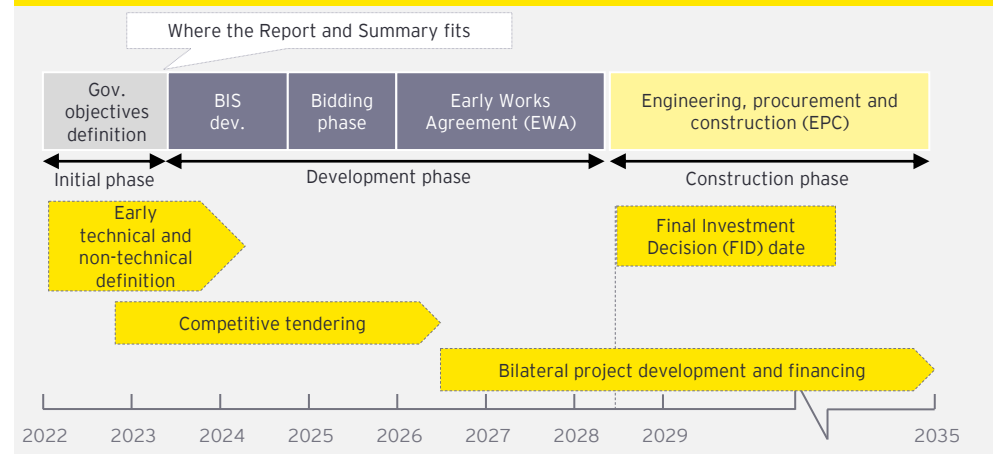 Where the Report and Summary fits
Gov.
objectives
definition
BIS
dev.
Bidding
phase
Early Works
Agreement (EWA)
Engineering, procurement and
construction (EPC)
Initial phase
Development phase
Construction phase
Early
technical and
non-technical
definition
Final Investment
Decision (FID) date
Competitive tendering
Bilateral project development and financing
2022 2023 2024 2025 2026 2027 2028 2029 2035